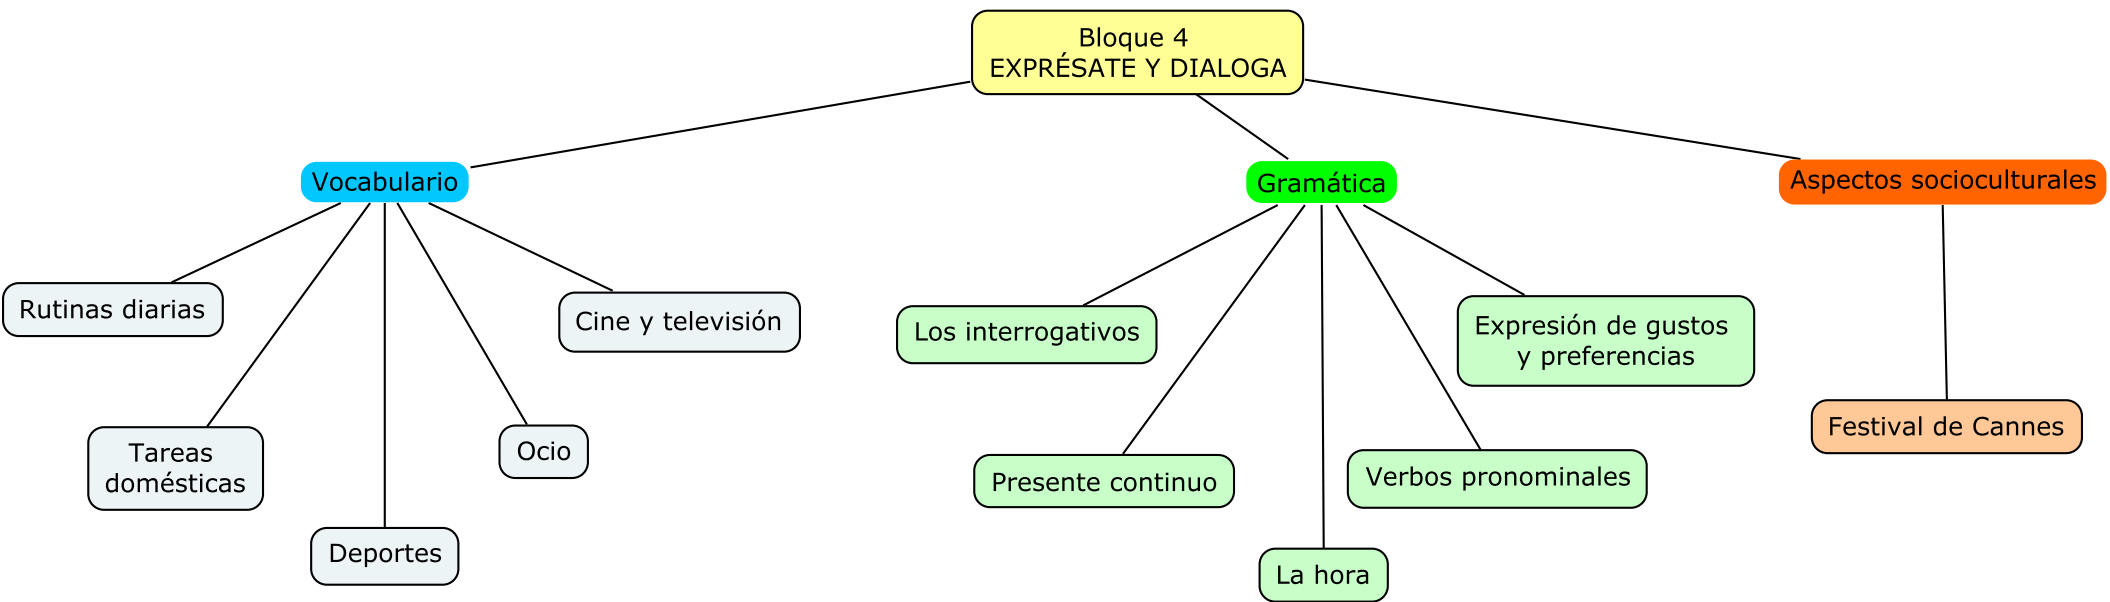 Bloque 4
EXPRÉSATE Y DIALOGA
Vocabulario
Gramática
Aspectos socioculturales
Rutinas diarias
Cine y televisión
Tareas
domésticas
Ocio
Deportes
Los interrogativos
Expresión de gustos
y preferencias
Presente continuo
Verbos pronominales
La hora
Festival de Cannes